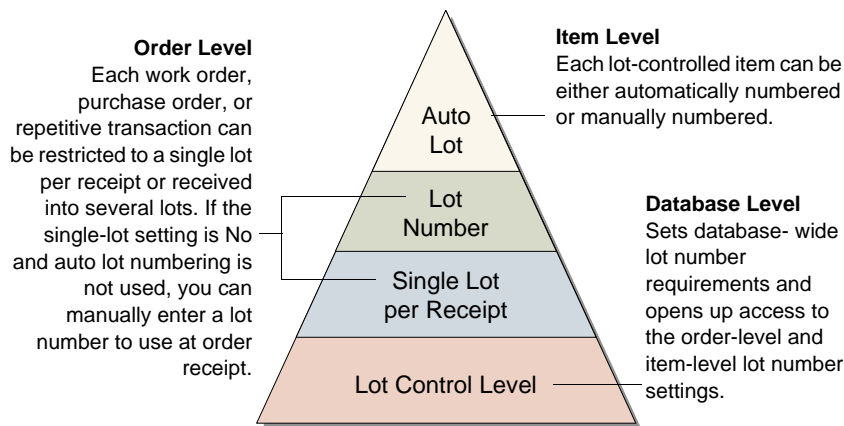 Order Level
Each work order,
purchase order, or
repetitive transaction can
be restricted to a single lot
per receipt or received
into several lots. If the
single-lot setting is No
and auto lot numbering is
not used, you can
manually enter a lot
number to use at order
receipt.
Auto
Lot
Lot
Number
Single Lot
per Receipt
Lot Control Level
Item Level
Each lot-controlled item can be
either automatically numbered
or manually numbered.
Database Level
Sets database- wide
lot number
requirements and
opens up access to
the order-level and
item-level lot number
settings.